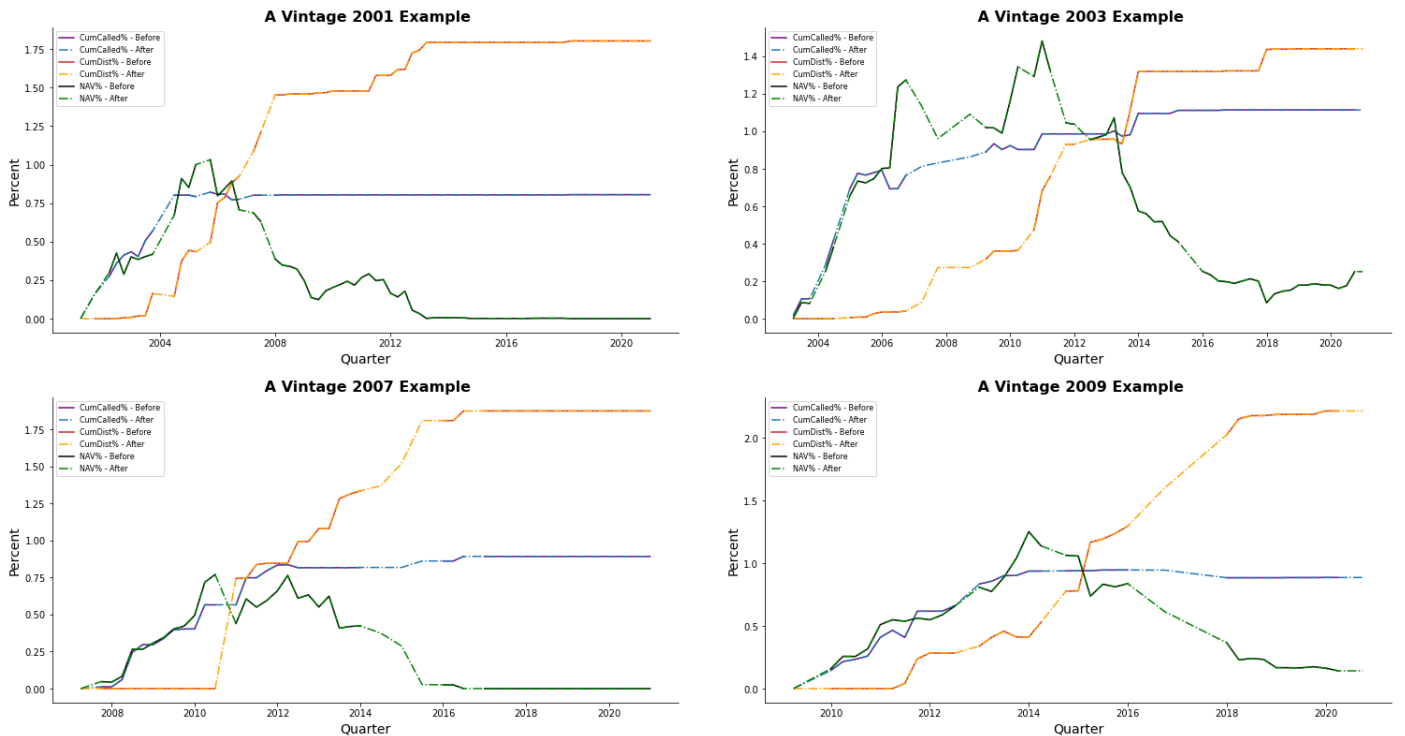 A Vintage 2001 Example
CumCalled% - Before
CumCalled% - After
CumDist% - Before
CumDist% - After
NAV% - Before
NAV% - After
Percent
1.75
1.50
1.25
1.00
0.75
0.50
0.25
0.00
2004
2008
2012
2016
2020
Quarter
A Vintage 2003 Example
CumCalled% - Before
CumCalled% - After
CumDist% - Before
CumDist% - After
NAV% - Before
NAV% - After
Percent
1.4
1.2
1.0
0.8
0.6
0.4
0.2
0.0
2004
2006
2008
2010
2012
2014
2016
2018
2020
Quarter
A Vintage 2007 Example
CumCalled% - Before
CumCalled% - After
CumDist% - Before
CumDist% - After
NAV% - Before
NAV% - After
Percent
1.75
1.50
1.25
1.00
0.75
0.50
0.25
0.00
2008
2010
2012
2014
2016
2018
2020
Quarter
A Vintage 2009 Example
CumCalled% - Before
CumCalled% - After
CumDist% - Before
CumDist% - After
NAV% - Before
NAV% - After
Percent
2.0
1.5
1.0
0.5
0.0
2010
2012
2014
2016
2018
2020
Quarter